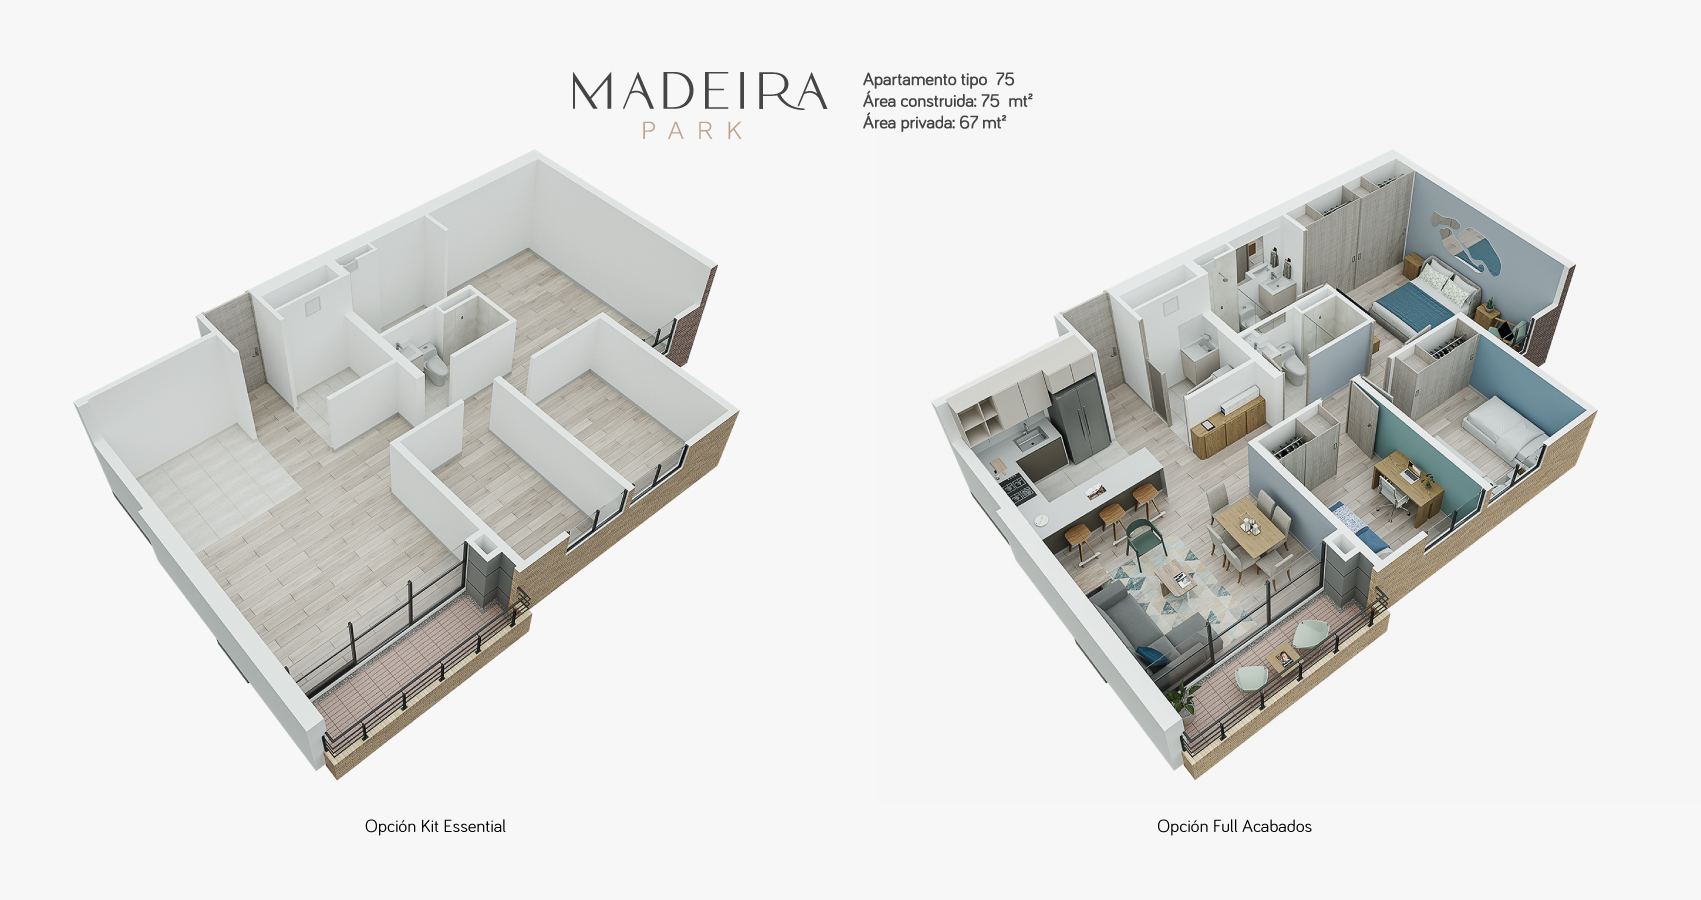 MADEIRA
PARK
Apartamento tipo 75
Área construida: 75 mt²
Área privada: 67 mt²
Opción Kit Essential
Opción Full Acabados